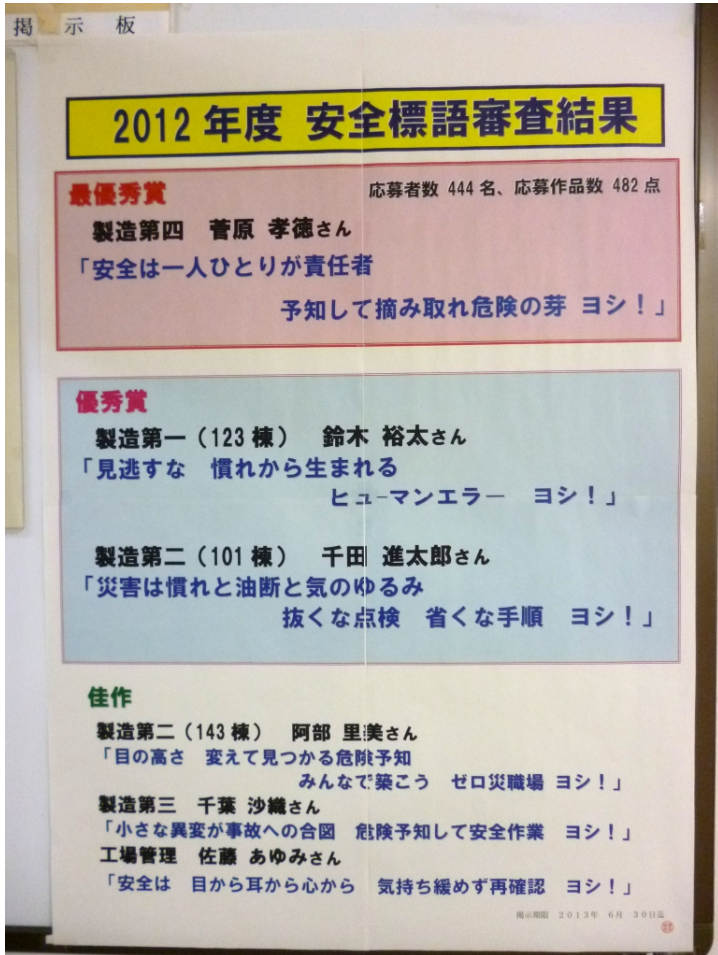 掲示板
2012年度 安全標語審査結果
最優秀賞 応募者数 444名、応募作品数 482点
製造第四 菅原 孝徳さん
「安全は一人ひとりが責任者
予知して摘み取れ危険の芽 ヨシ！」
優秀賞
製造第一（123棟） 鈴木 裕太さん
「見逃すな 慣れから生まれる
ヒューマンエラー ヨシ！」
製造第二（101棟） 千田 進太郎さん
「災害は慣れと油断と気のゆるみ
抜くな点検 省くな手順 ヨシ！」
佳作
製造第二（143棟） 阿部 里美さん
「目の高さ 変えて見つかる危険予知
みんなで築こう ゼロ災職場 ヨシ！」
製造第三 千葉 沙織さん
「小さな異変が事故への合図 危険予知して安全作業 ヨシ！」
工場管理 佐藤 あゆみさん
「安全は 目から耳から心から 気持ち緩めず再確認 ヨシ！」
掲示期限 2013年 6月 30日迄